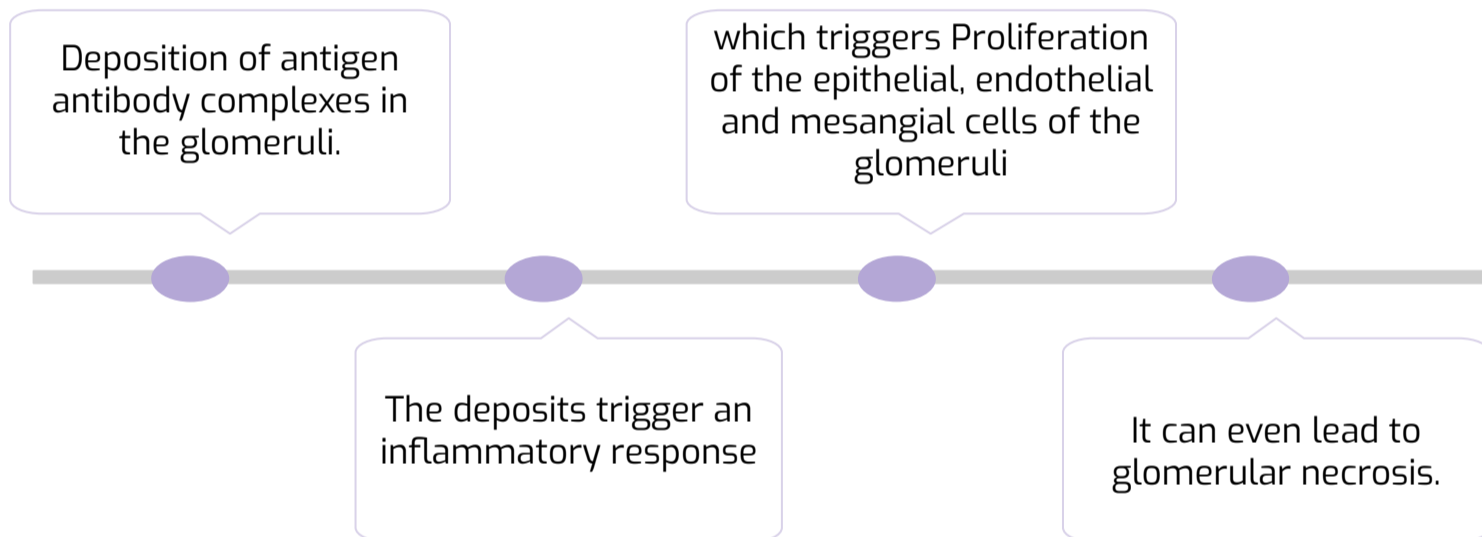 Deposition of antigen
antibody complexes in
the glomeruli.
The deposits trigger an
inflammatory response
which triggers Proliferation
of the epithelial, endothelial
and mesangial cells of the
glomeruli
It can even lead to
glomerular necrosis.